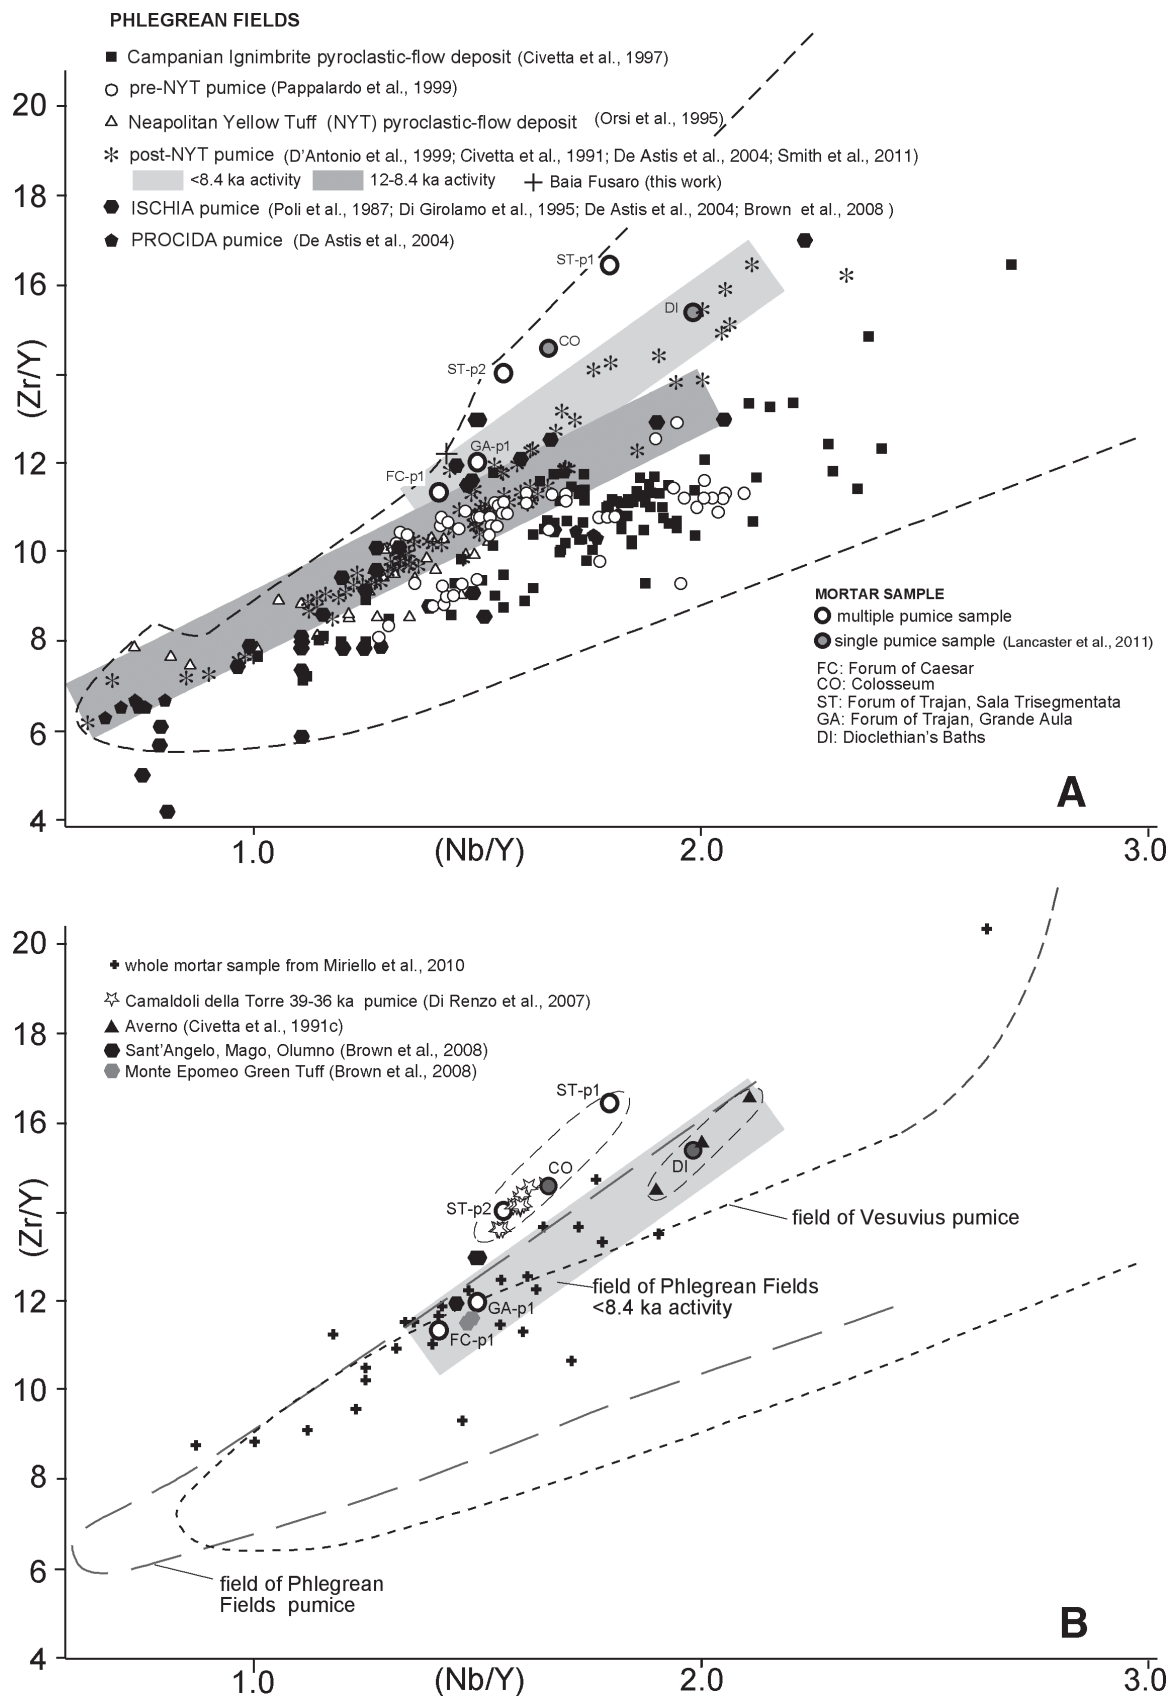 PHLEGREAN FIELDS
Campanian Ignimbrite pyroclastic-flow deposit (Civetta et al., 1997)
pre-NYT pumice (Pappalardo et al., 1999)
Neapolitan Yellow Tuff (NYT) pyroclastic-flow deposit (Orsi et al. 1995)
post-NYT pumice (D'Antonio et al., 1999; Civetta et al., 1991; De Astis et al., 2004; Smith et al., 2011)
<8.4 ka activity 12-8.4 ka activity Baia Fusaro (this work)
ISCHIA pumice (Poli et al., 1987; Di Girolamo et al., 1995; De Astis et al., 2004; Brown et al., 2008 )
PROCIDA pumice (De Astis et al., 2004)
20
18
16
(Zr/Y)
12
10
8
6
4
ST-p1
DI
CO
ST-p2
GA-p1
FC-p1
MORTAR SAMPLE
multiple pumice sample
single pumice sample (Lancaster et al., 2011)
FC: Forum of Caesar
CO: Colosseum
ST: Forum of Trajan, Sala Trisegmentata
GA: Forum of Trajan, Grande Aula
DI: Dioclethian's Baths
A
1.0 (Nb/Y) 2.0 3.0
whole mortar sample from Miriello et al., 2010
Camaldoli della Torre 39-36 ka pumice (Di Renzo et al., 2007)
Averno (Civetta et al., 1991c)
Sant'Angelo, Mago, Olumno (Brown et al., 2008)
Monte Epomeo Green Tuff (Brown et al., 2008)
20
18
16
(Zr/Y)
12
10
8
6
4
ST-p1
CO
DI
ST-p2
GA-p1
FC-p1
field of Vesuvius pumice
field of Phlegrean Fields
<8.4 ka activity
field of Phlegrean
Fields pumice
B
1.0 (Nb/Y) 2.0 3.0